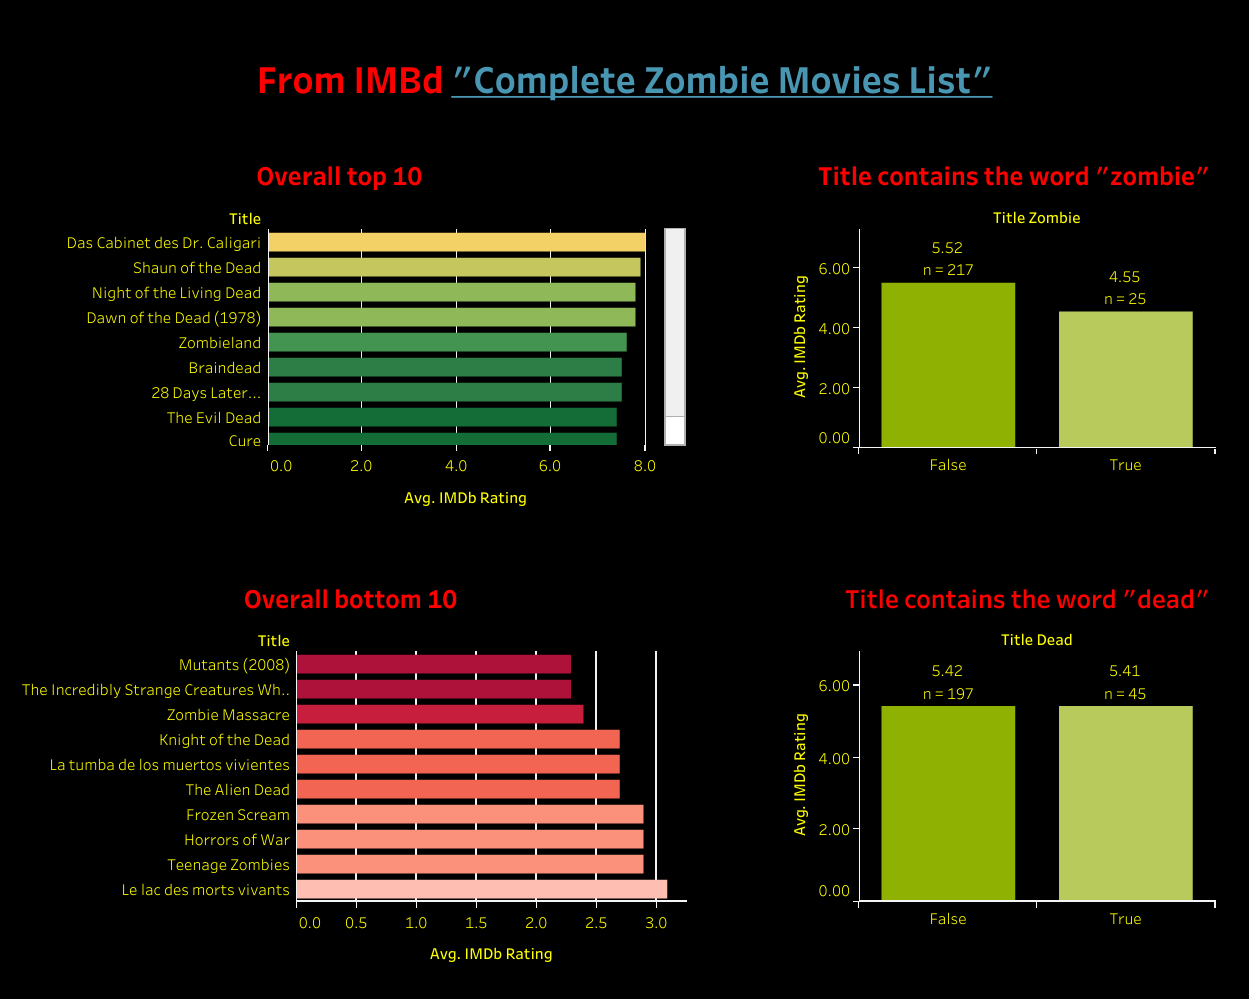 From IMBd "Complete Zombie Movies List"
Overall top 10
Title
Das Cabinet des Dr. Caligari
Shaun of the Dead
Night of the Living Dead
Dawn of the Dead (1978)
Zombieland
Braindead
28 Days Later...
The Evil Dead
Cure
0.0 2.0 4.0 6.0 8.0
Avg. IMDb Rating
Title contains the word "zombie"
Title Zombie
Avg. IMDb Rating
6.00
4.00
2.00
0.00
5.52
n = 217
4.55
n = 25
False True
Overall bottom 10
Title
Mutants (2008)
The Incredibly Strange Creatures Wh..
Zombie Massacre
Knight of the Dead
La tumba de los muertos vivientes
The Alien Dead
Frozen Scream
Horrors of War
Teenage Zombies
Le lac des morts vivants
0.0 0.5 1.0 1.5 2.0 2.5 3.0
Avg. IMDb Rating
Title contains the word "dead"
Title Dead
Avg. IMDb Rating
6.00
4.00
2.00
0.00
5.42
n = 197
5.41
n = 45
False True